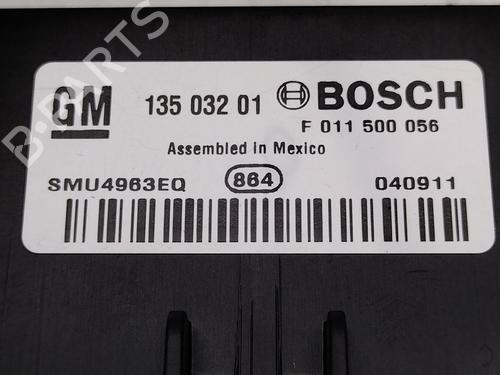 GM 135 032 01 BOSCH
F 011 500 056
Assembled in Mexico
SMU4963EQ 864 040911
B-PARTS